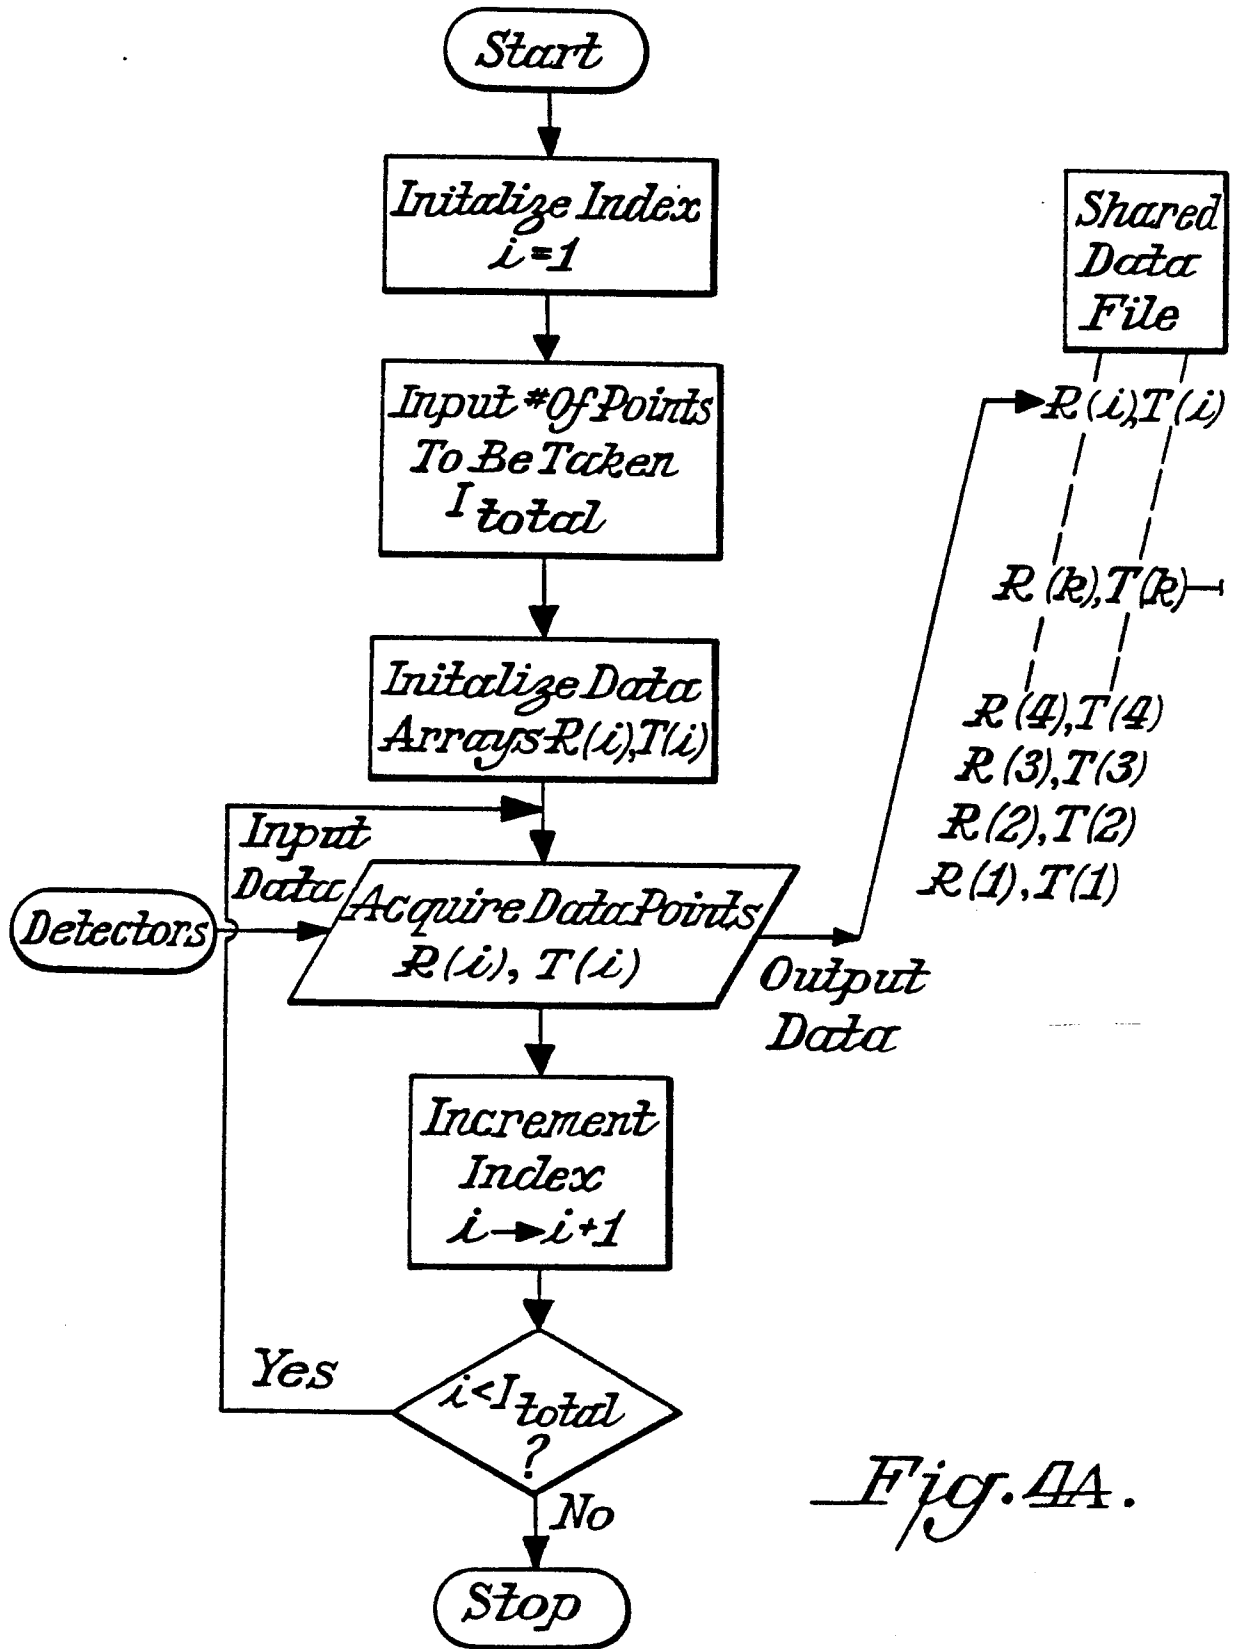 Start
Initalize Index
i=1
Input #Of Points
To Be Taken
I total
Initalize Data
Arrays R(i),T(i)
Input
Data
Detectors
Acquire Data Points
R(i), T(i)
Output
Data
Increment
Index
i→i+1
i<I total
?
Yes
No
Stop
Shared
Data
File
R(i),T(i)
R(k),T(k)
R(4),T(4)
R(3),T(3)
R(2),T(2)
R(1),T(1)
Fig. 4A.